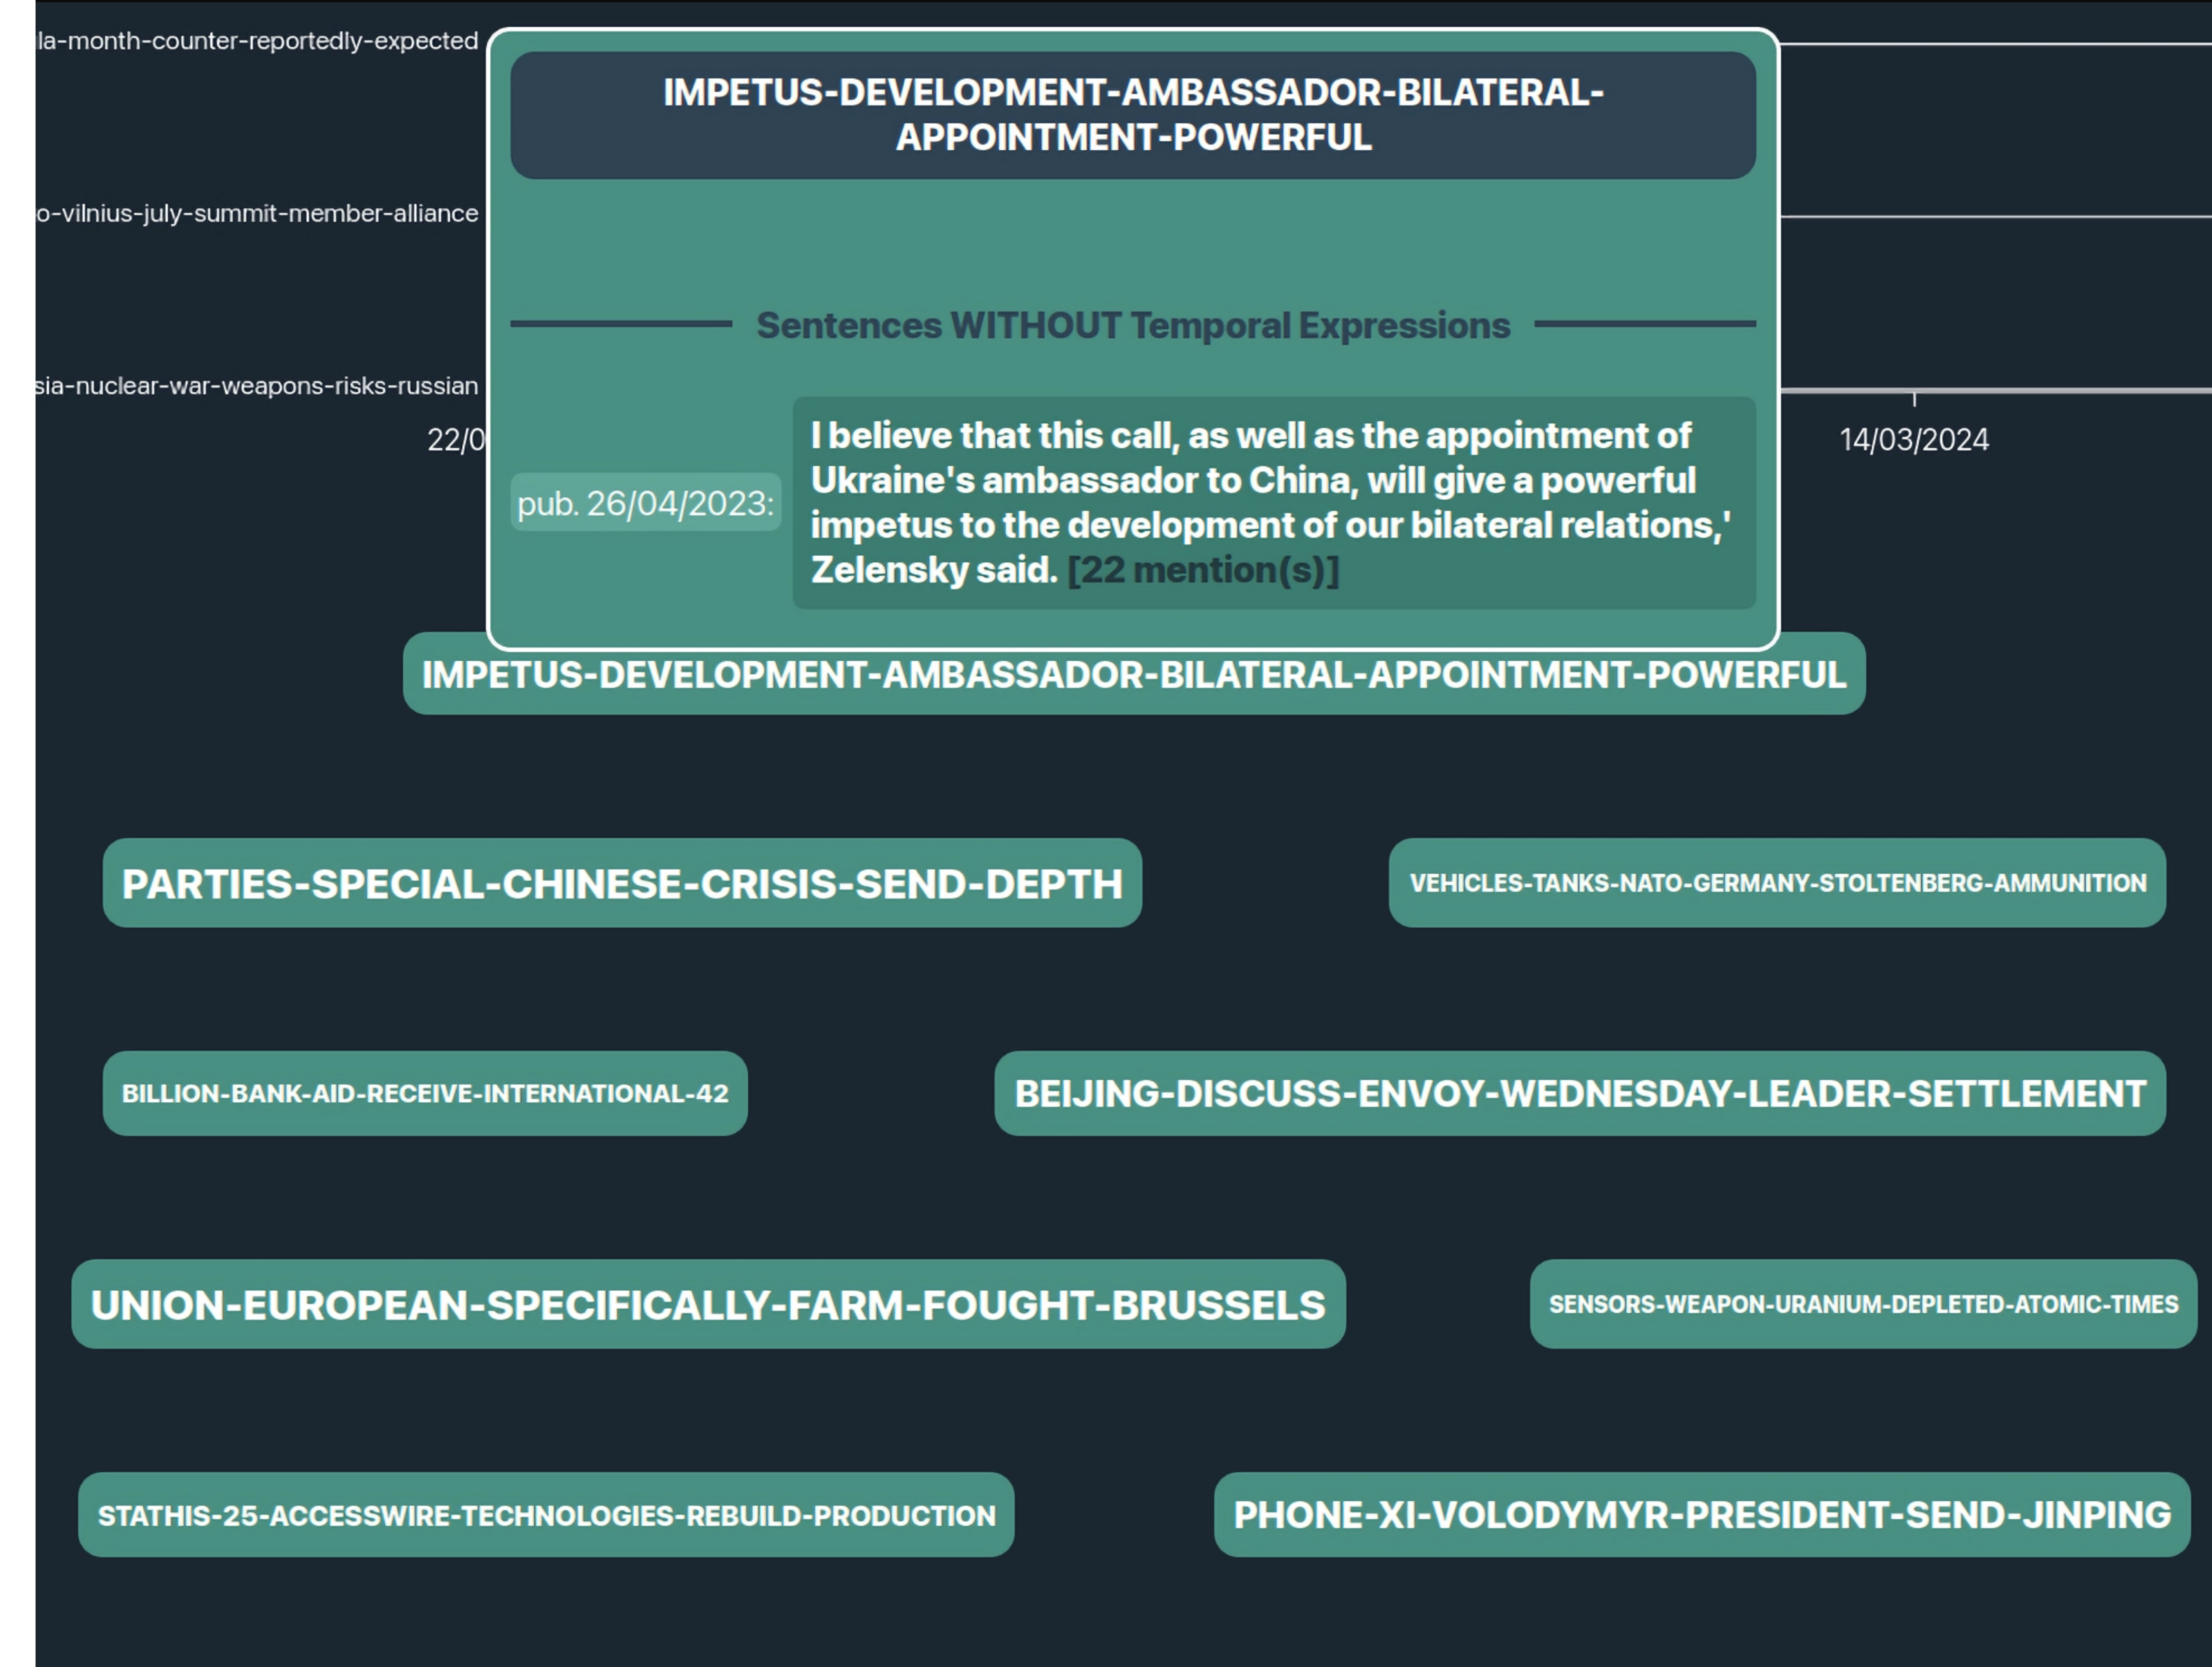 la-month-counter-reportedly-expected
IMPETUS-DEVELOPMENT-AMBASSADOR-BILATERAL-
APPOINTMENT-POWERFUL
o-vilnius-july-summit-member-alliance
Sentences WITHOUT Temporal Expressions
sia-nuclear-war-weapons-risks-russian
22/0
14/03/2024
pub. 26/04/2023:
I believe that this call, as well as the appointment of
Ukraine's ambassador to China, will give a powerful
impetus to the development of our bilateral relations,'
Zelensky said. [22 mention(s)]
IMPETUS-DEVELOPMENT-AMBASSADOR-BILATERAL-APPOINTMENT-POWERFUL
PARTIES-SPECIAL-CHINESE-CRISIS-SEND-DEPTH
VEHICLES-TANKS-NATO-GERMANY-STOLTENBERG-AMMUNITION
BILLION-BANK-AID-RECEIVE-INTERNATIONAL-42
BEIJING-DISCUSS-ENVOY-WEDNESDAY-LEADER-SETTLEMENT
UNION-EUROPEAN-SPECIFICALLY-FARM-FOUGHT-BRUSSELS
SENSORS-WEAPON-URANIUM-DEPLETED-ATOMIC-TIMES
STATHIS-25-ACCESSWIRE-TECHNOLOGIES-REBUILD-PRODUCTION
PHONE-XI-VOLODYMYR-PRESIDENT-SEND-JINPING